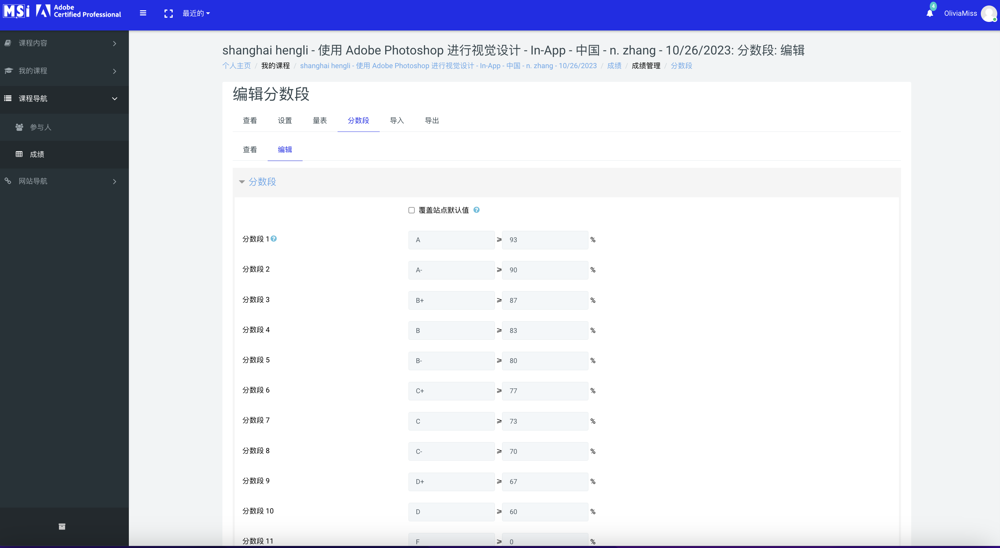 MSi Adobe Certified Professional
最近的
4
OliviaMiss
课程内容
我的课程
课程导航
参与人
成绩
网站导航
shanghai hengli - 使用 Adobe Photoshop 进行视觉设计 - In-App - 中国 - n. zhang - 10/26/2023: 分数段: 编辑
个人主页 / 我的课程 / shanghai hengli - 使用 Adobe Photoshop 进行视觉设计 - In-App - 中国 - n. zhang - 10/26/2023 / 成绩 / 成绩管理 / 分数段
编辑分数段
查看 设置 量表 分数段 导入 导出
查看 编辑
分数段
覆盖站点默认值 ?
分数段 1 ? A ⩾ 93 %
分数段 2 A- ⩾ 90 %
分数段 3 B+ ⩾ 87 %
分数段 4 B ⩾ 83 %
分数段 5 B- ⩾ 80 %
分数段 6 C+ ⩾ 77 %
分数段 7 C ⩾ 73 %
分数段 8 C- ⩾ 70 %
分数段 9 D+ ⩾ 67 %
分数段 10 D ⩾ 60 %
分数段 11 F ⩾ 0 %